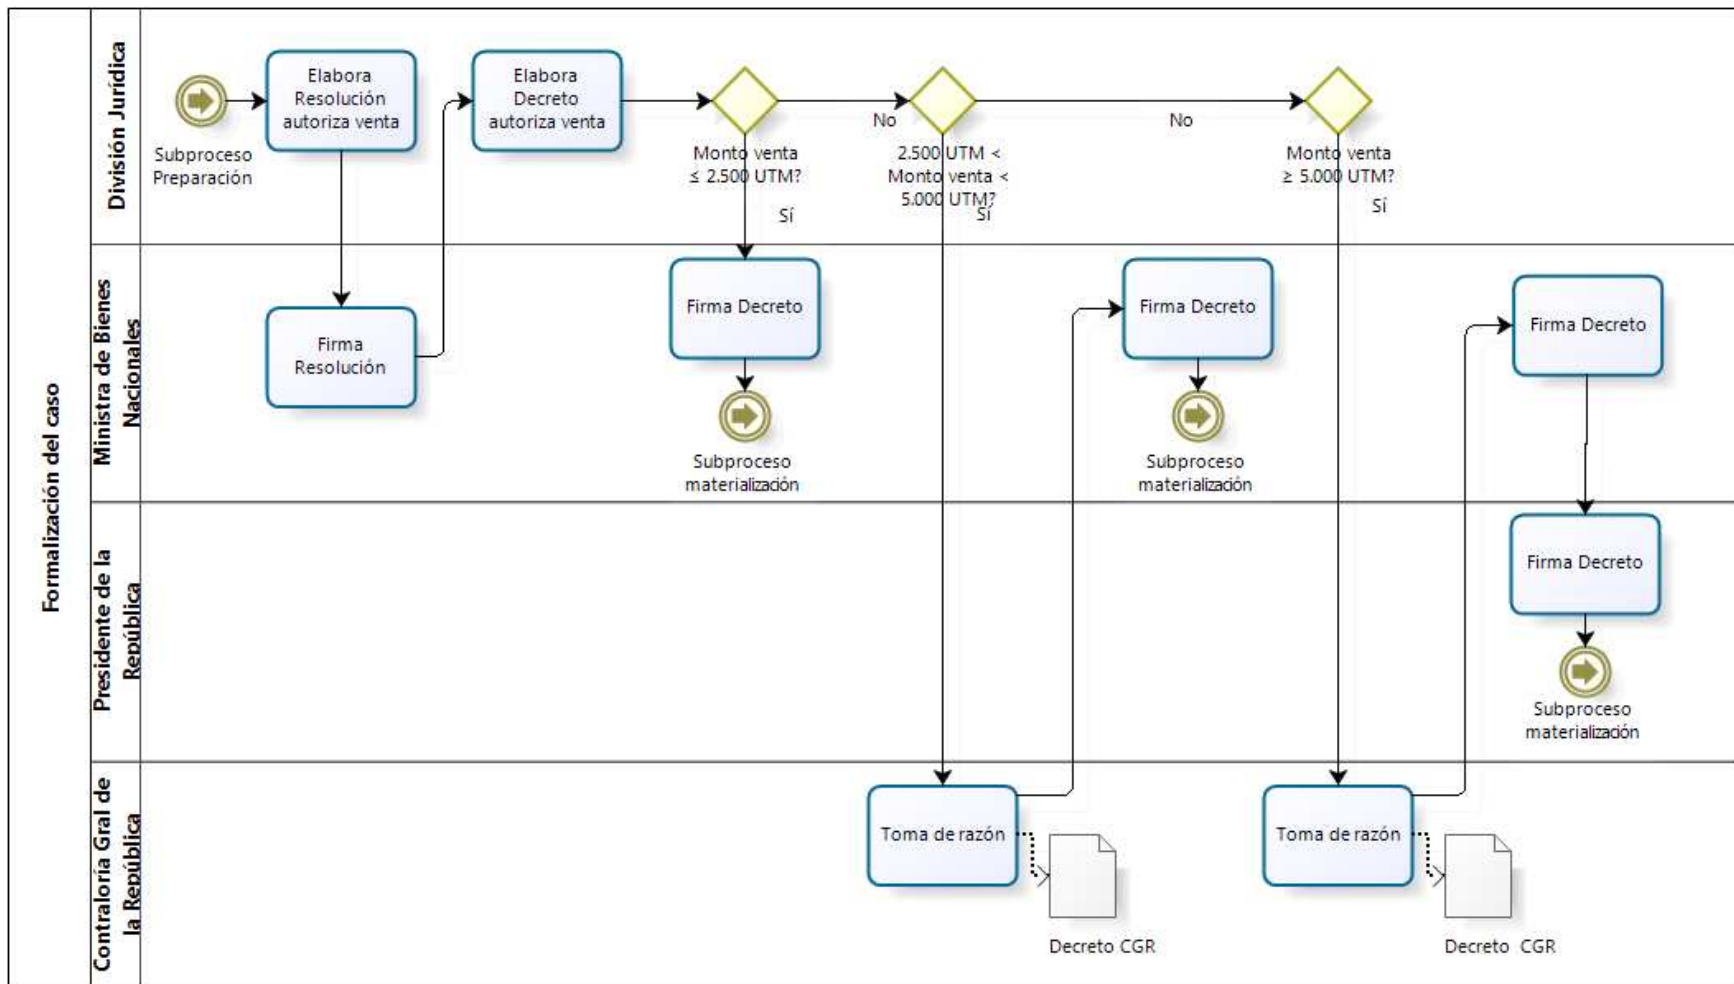 Formalización del caso
División Jurídica
Subproceso
Preparación
Elabora
Resolución
autoriza venta
Elabora
Decreto
autoriza venta
Monto venta
≤ 2.500 UTM?
Sí
No
2.500 UTM <
Monto venta <
5.000 UTM?
Sí
No
Monto venta
≥ 5.000 UTM?
Sí
Ministra de Bienes
Nacionales
Firma
Resolución
Firma Decreto
Subproceso
materialización
Firma Decreto
Subproceso
materialización
Firma Decreto
Presidente de la
República
Firma Decreto
Subproceso
materialización
Contraloría Gral de
la República
Toma de razón
Decreto CGR
Toma de razón
Decreto CGR